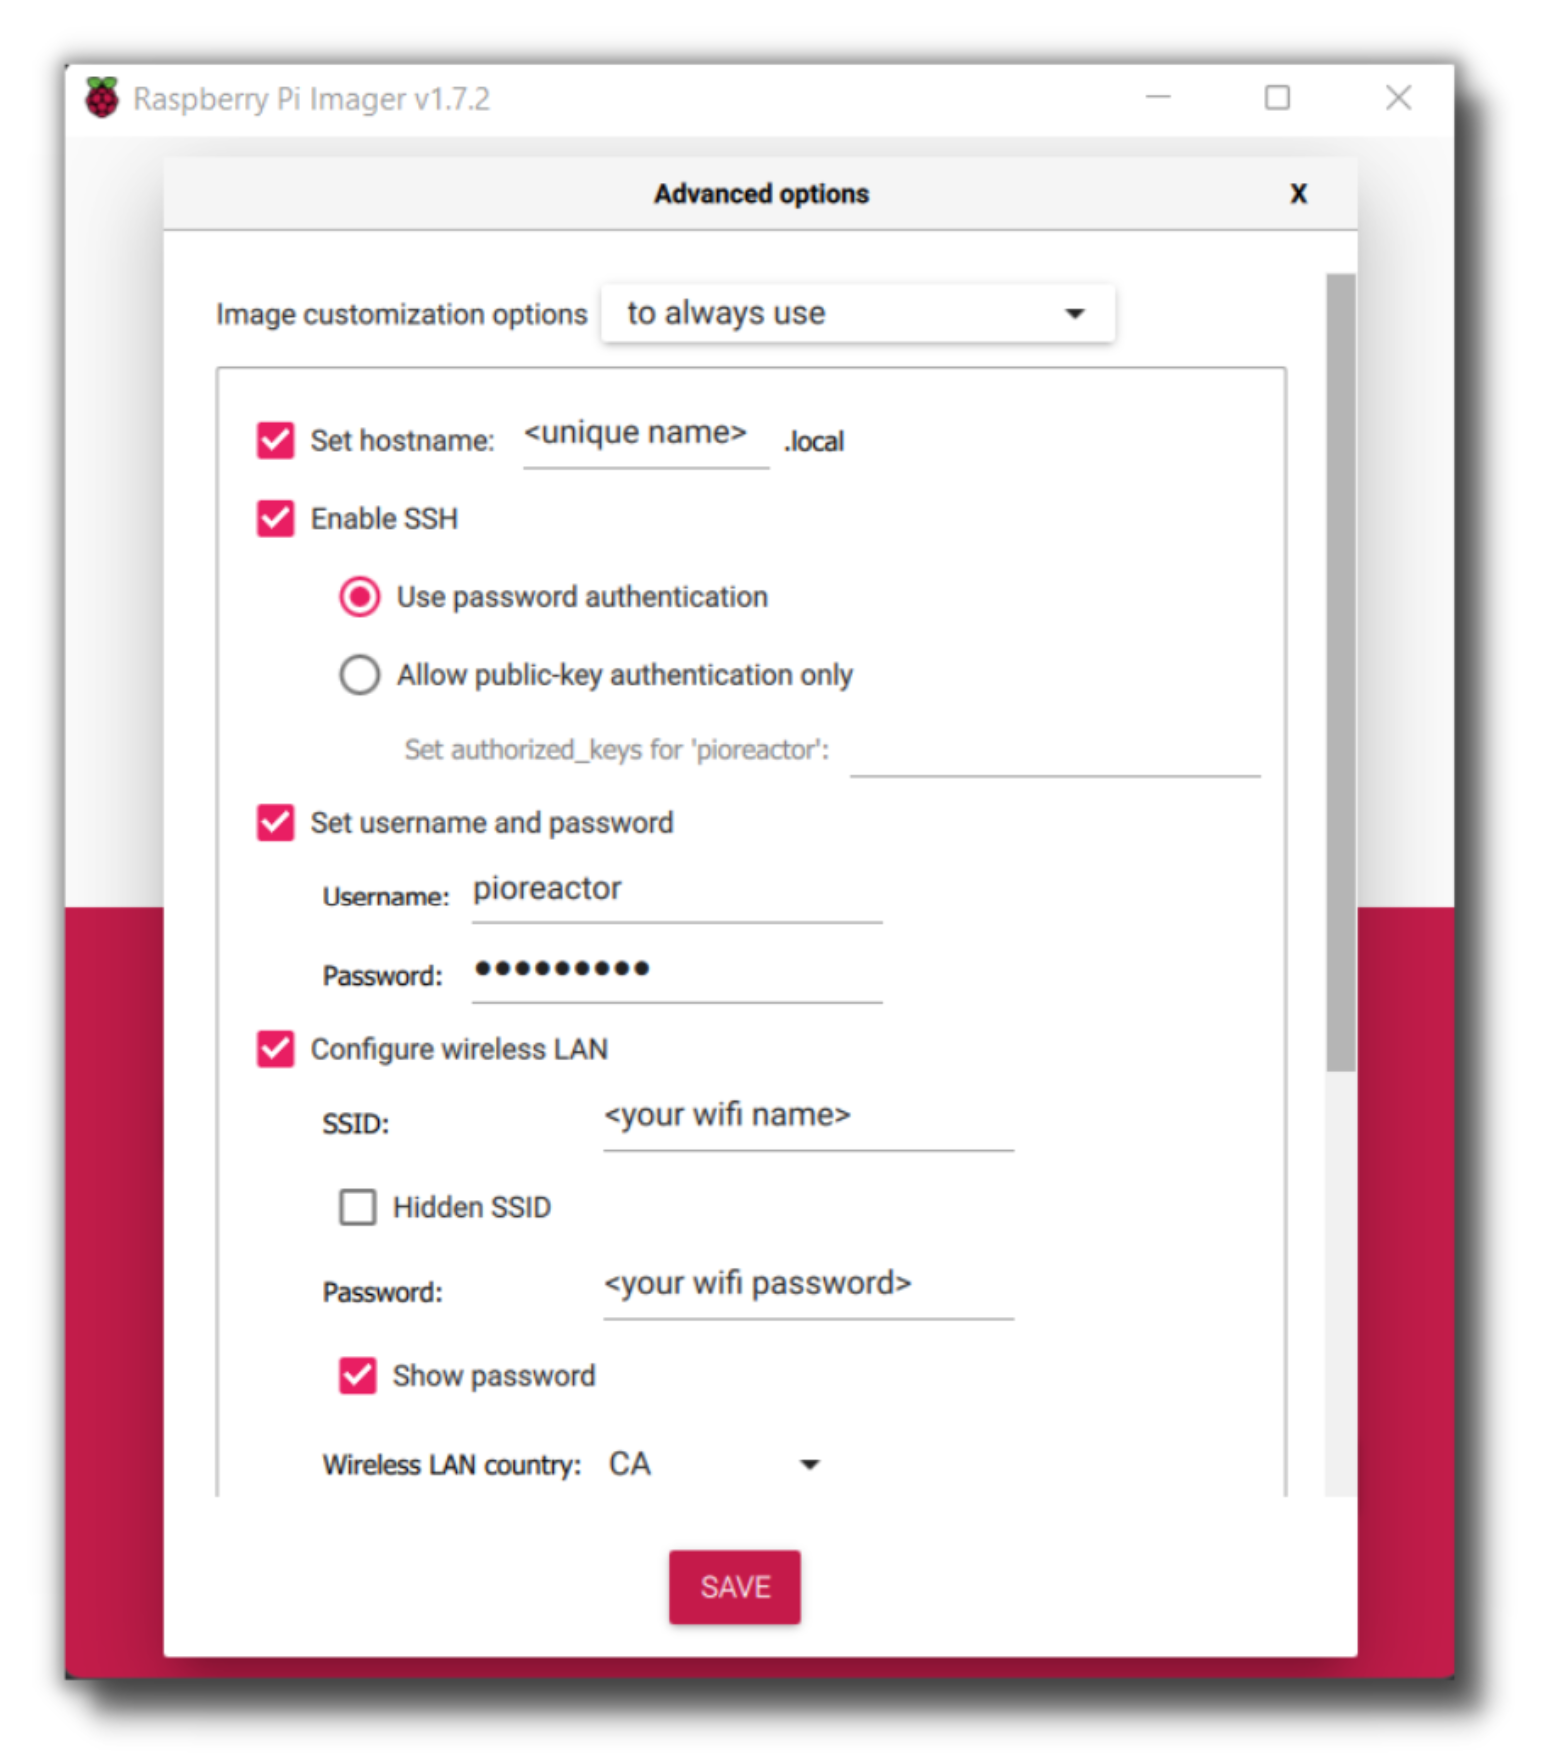 Raspberry Pi Imager v1.7.2
Advanced options X
Image customization options to always use
Set hostname: <unique name> .local
Enable SSH
Use password authentication
Allow public-key authentication only
Set authorized_keys for 'pioreactor':
Set username and password
Username: pioreactor
Password: •••••••••
Configure wireless LAN
SSID: <your wifi name>
Hidden SSID
Password: <your wifi password>
Show password
Wireless LAN country: CA
SAVE